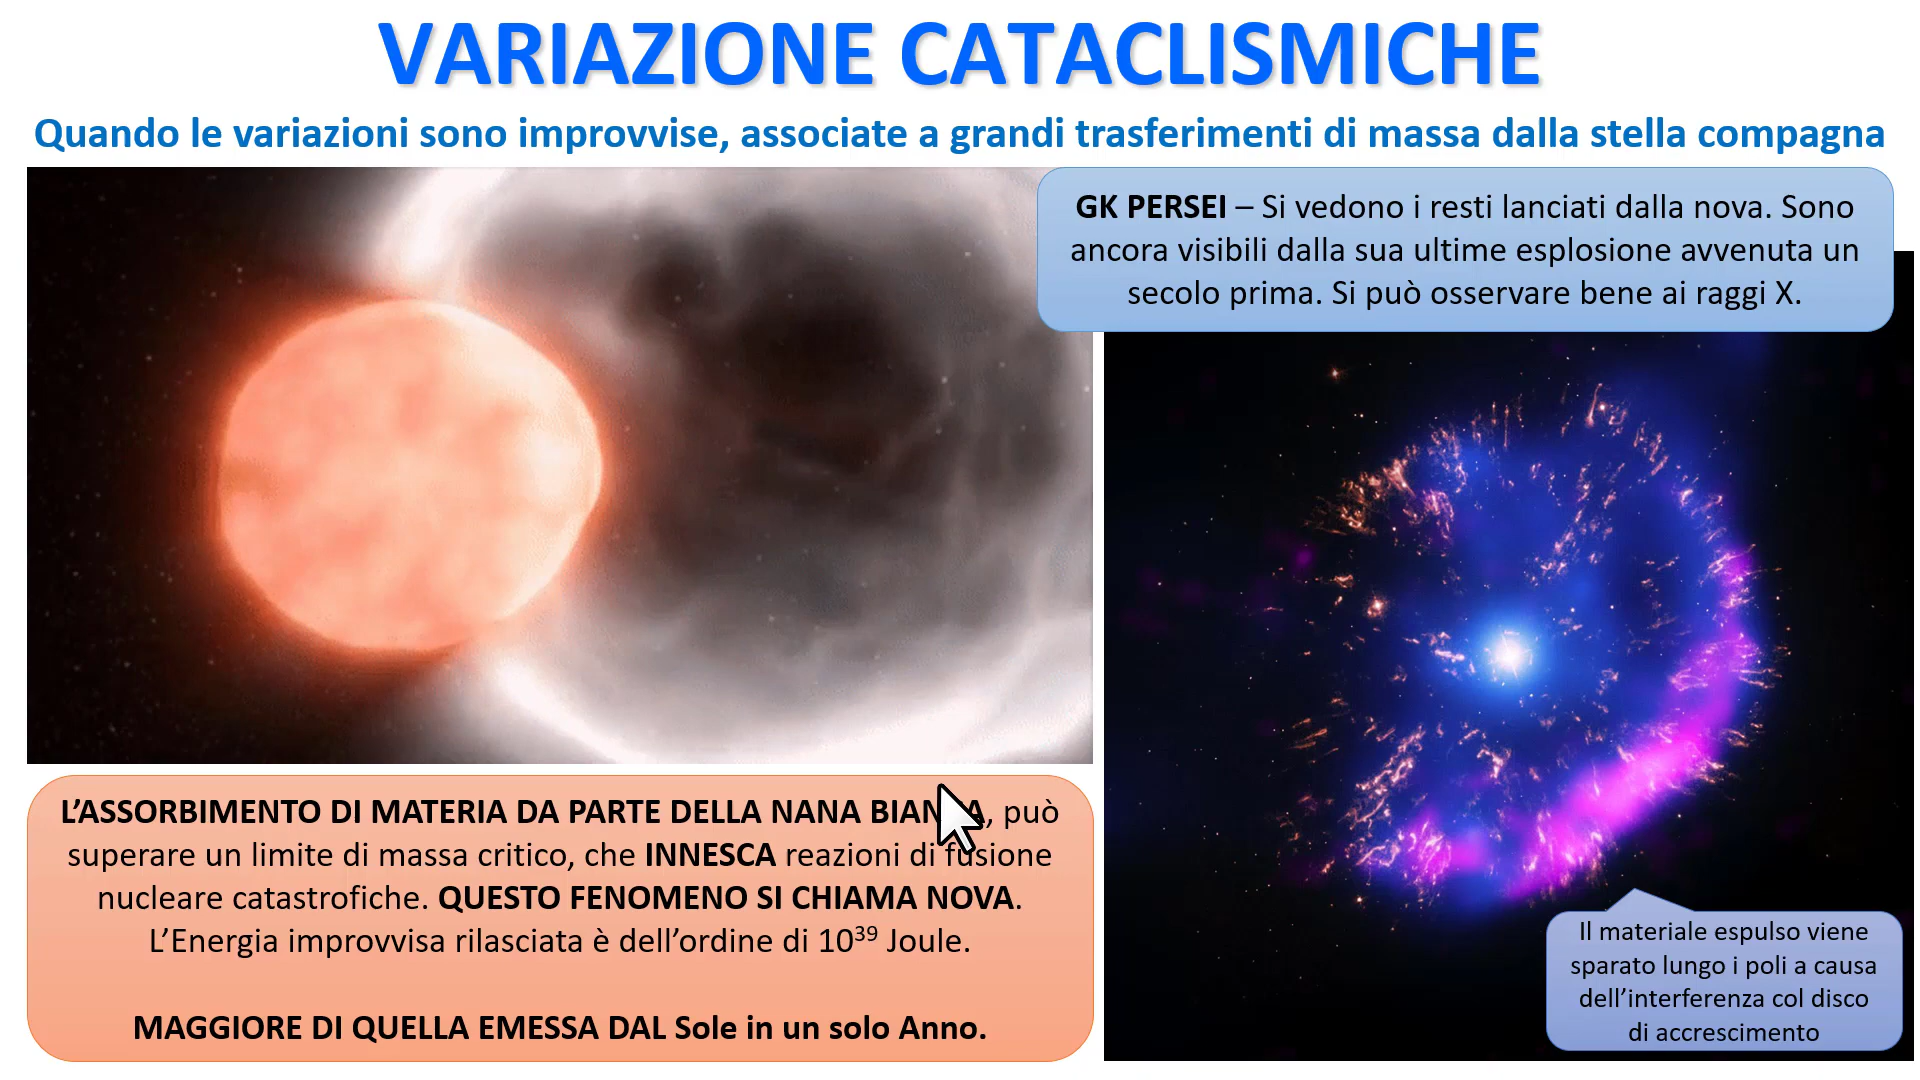 VARIAZIONE CATACLISMICHE
Quando le variazioni sono improvvise, associate a grandi trasferimenti di massa dalla stella compagna
GK PERSEI – Si vedono i resti lanciati dalla nova. Sono
ancora visibili dalla sua ultime esplosione avvenuta un
secolo prima. Si può osservare bene ai raggi X.
L’ASSORBIMENTO DI MATERIA DA PARTE DELLA NANA BIANCA, può
superare un limite di massa critico, che INNESCA reazioni di fusione
nucleare catastrofiche. QUESTO FENOMENO SI CHIAMA NOVA.
L’Energia improvvisa rilasciata è dell’ordine di 10³⁹ Joule.
MAGGIORE DI QUELLA EMESSA DAL Sole in un solo Anno.
Il materiale espulso viene
sparato lungo i poli a causa
dell’interferenza col disco
di accrescimento